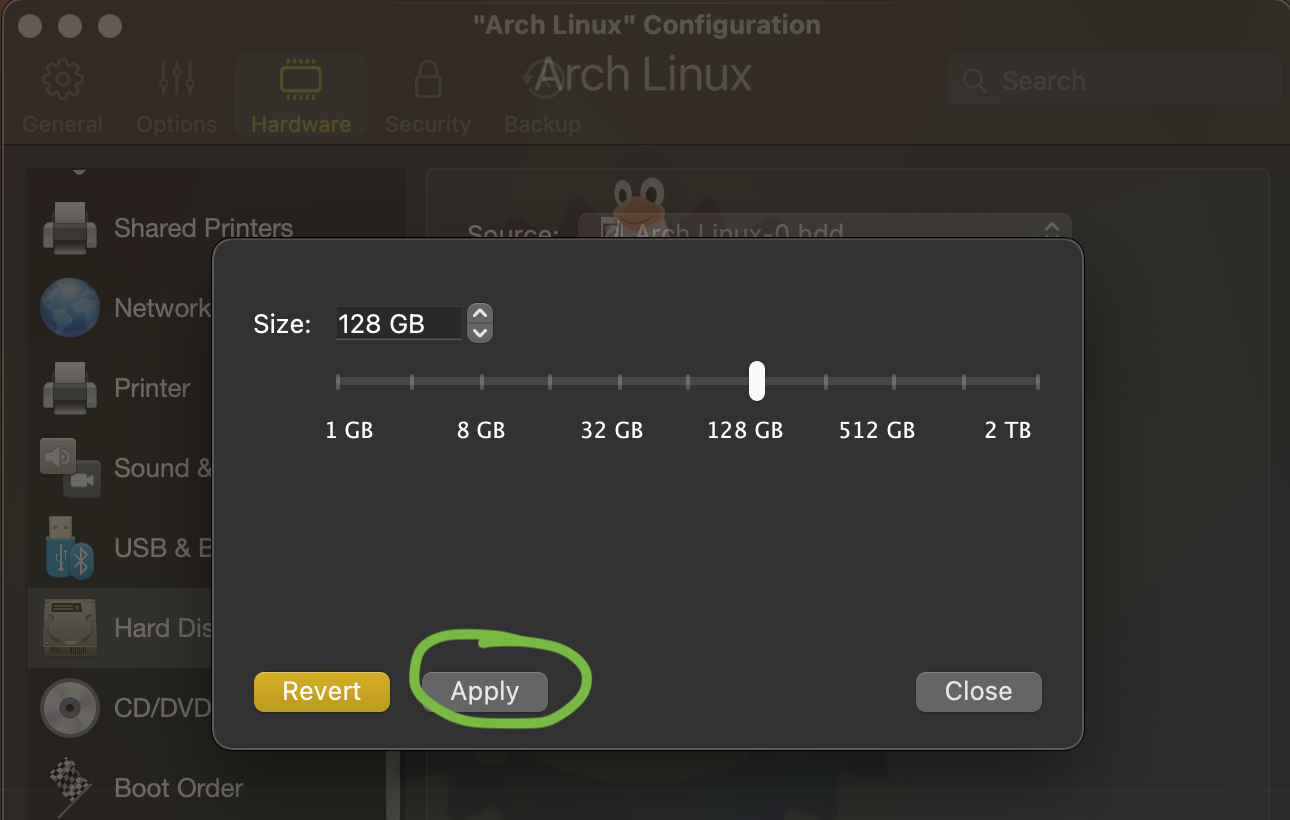 "Arch Linux" Configuration
Arch Linux
Search
General
Options
Hardware
Security
Backup
Shared Printers
Network
Printer
Sound &
USB & B
Hard Dis
CD/DVD
Boot Order
Source:
Arch Linux-0.hdd
Size:
128 GB
1 GB
8 GB
32 GB
128 GB
512 GB
2 TB
Revert
Apply
Close